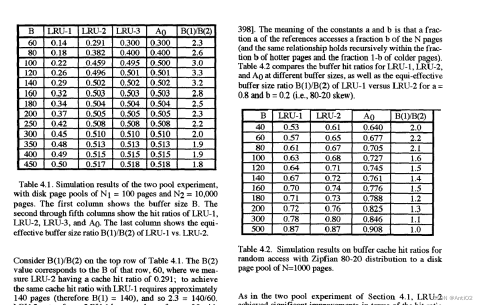 B LRU-1 LRU-2 LRU-3 A0 B(1)/B(2)
60 0.14 0.291 0.300 0.300 2.3
80 0.18 0.382 0.400 0.400 2.6
100 0.22 0.459 0.495 0.500 3.0
120 0.26 0.496 0.501 0.501 3.3
140 0.29 0.502 0.502 0.502 3.2
160 0.32 0.503 0.503 0.503 2.8
180 0.34 0.504 0.504 0.504 2.5
200 0.37 0.505 0.505 0.505 2.3
250 0.42 0.508 0.508 0.508 2.2
300 0.45 0.510 0.510 0.510 2.0
350 0.48 0.513 0.513 0.513 1.9
400 0.49 0.515 0.515 0.515 1.9
450 0.50 0.517 0.518 0.518 1.8
Table 4.1. Simulation results of the two pool experiment,
with disk page pools of N1 = 100 pages and N2 = 10,000
pages. The first column shows the buffer size B. The
second through fifth columns show the hit ratios of LRU-1,
LRU-2, LRU-3, and A0. The last column shows the equi-
effective buffer size ratio B(1)/B(2) of LRU-1 vs. LRU-2.
Consider B(1)/B(2) on the top row of Table 4.1. The B(2)
value corresponds to the B of that row, 60, where we mea-
sure LRU-2 having a cache hit ratio of 0.291; to achieve
the same cache hit ratio with LRU-1 requires approximately
140 pages (therefore B(1) = 140), and so 2.3 = 140/60.
398]. The meaning of the constants a and b is that a frac-
tion a of the references accesses a fraction b of the N pages
(and the same relationship holds recursively within the frac-
tion b of hotter pages and the fraction 1-b of colder pages).
Table 4.2 compares the buffer hit ratios for LRU-1, LRU-2,
and A0 at different buffer sizes, as well as the equi-effective
buffer size ratio B(1)/B(2) of LRU-1 versus LRU-2 for a =
0.8 and b = 0.2 (i.e., 80-20 skew).
B LRU-1 LRU-2 A0 B(1)/B(2)
40 0.53 0.61 0.640 2.0
60 0.57 0.65 0.677 2.2
80 0.61 0.67 0.705 2.1
100 0.63 0.68 0.727 1.6
120 0.64 0.71 0.745 1.5
140 0.67 0.72 0.761 1.4
160 0.70 0.74 0.776 1.5
180 0.71 0.73 0.788 1.2
200 0.72 0.76 0.825 1.3
300 0.78 0.80 0.846 1.1
500 0.87 0.87 0.908 1.0
Table 4.2. Simulation results on buffer cache hit ratios for
random access with Zipfian 80-20 distribution to a disk
page pool of N=1000 pages.
As in the two pool experiment of Section 4.1, LRU-2